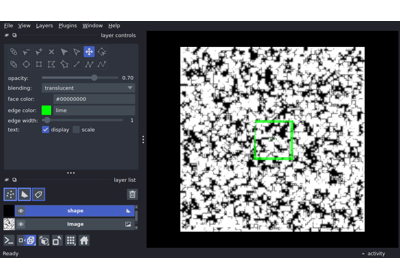 File View Layers Plugins Window Help
layer controls
opacity: 0.70
blending: translucent
face color: #00000000
edge color: lime
edge width: 1
text: display scale
layer list
shape
Image
Ready activity